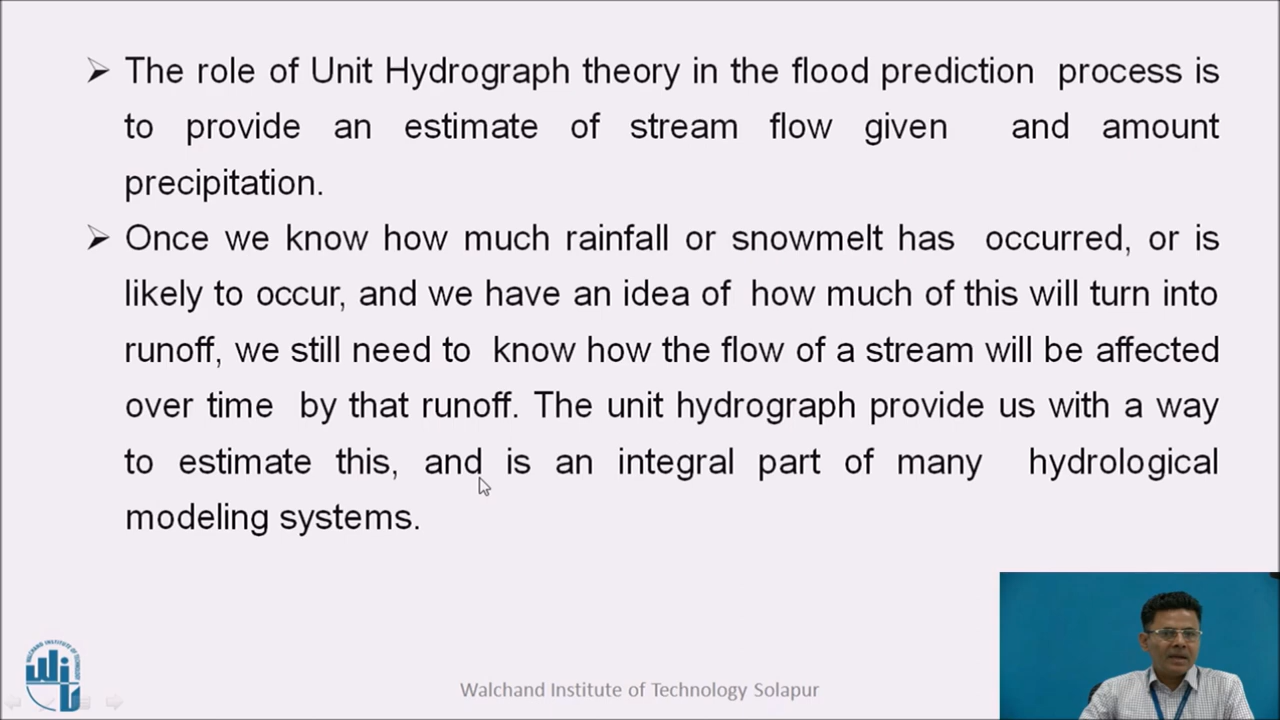 The role of Unit Hydrograph theory in the flood prediction process is
to provide an estimate of stream flow given and amount
precipitation.
Once we know how much rainfall or snowmelt has occurred, or is
likely to occur, and we have an idea of how much of this will turn into
runoff, we still need to know how the flow of a stream will be affected
over time by that runoff. The unit hydrograph provide us with a way
to estimate this, and is an integral part of many hydrological
modeling systems.
WALCHAND INSTITUTE OF TECHNOLOGY
WIT
Walchand Institute of Technology Solapur